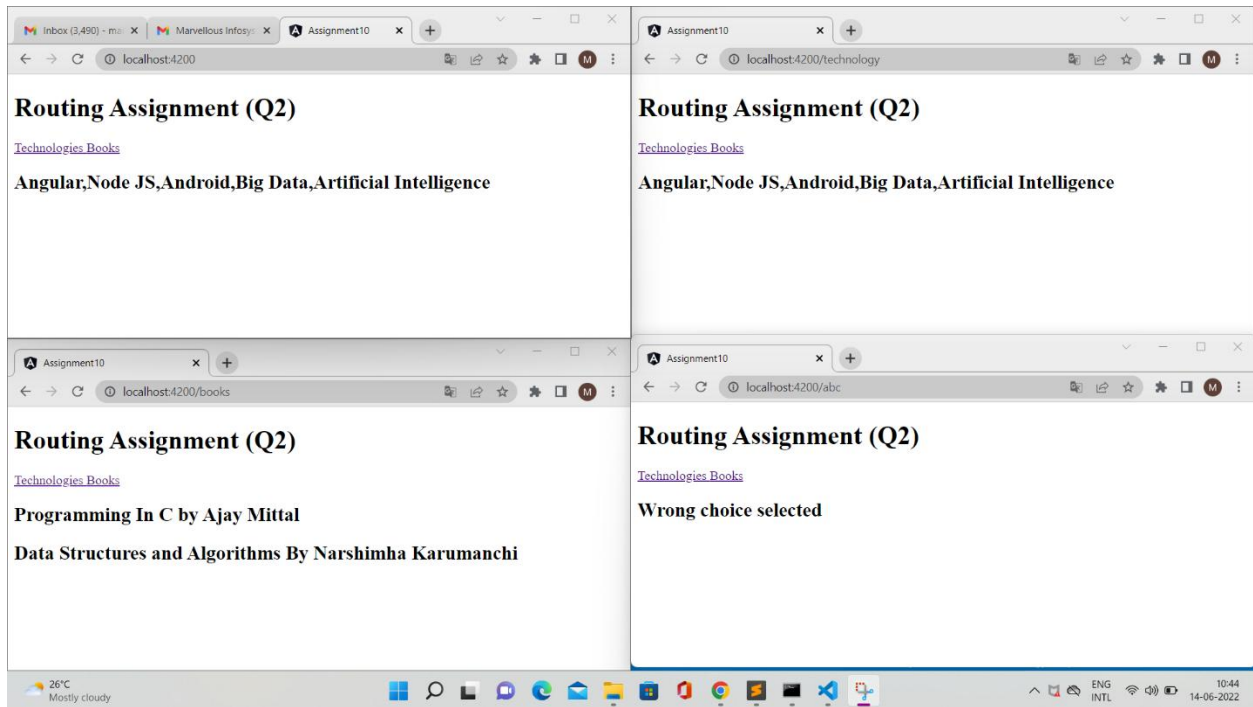 Inbox (3,490) - ma
Marvellous Infosys
Assignment10
localhost:4200
M
Routing Assignment (Q2)
Technologies Books
Angular,Node JS,Android,Big Data,Artificial Intelligence
Assignment10
localhost:4200/technology
M
Routing Assignment (Q2)
Technologies Books
Angular,Node JS,Android,Big Data,Artificial Intelligence
Assignment10
localhost:4200/books
M
Routing Assignment (Q2)
Technologies Books
Programming In C by Ajay Mittal
Data Structures and Algorithms By Narshimha Karumanchi
Assignment10
localhost:4200/abc
M
Routing Assignment (Q2)
Technologies Books
Wrong choice selected
26°C
Mostly cloudy
ENG
INTL
10:44
14-06-2022